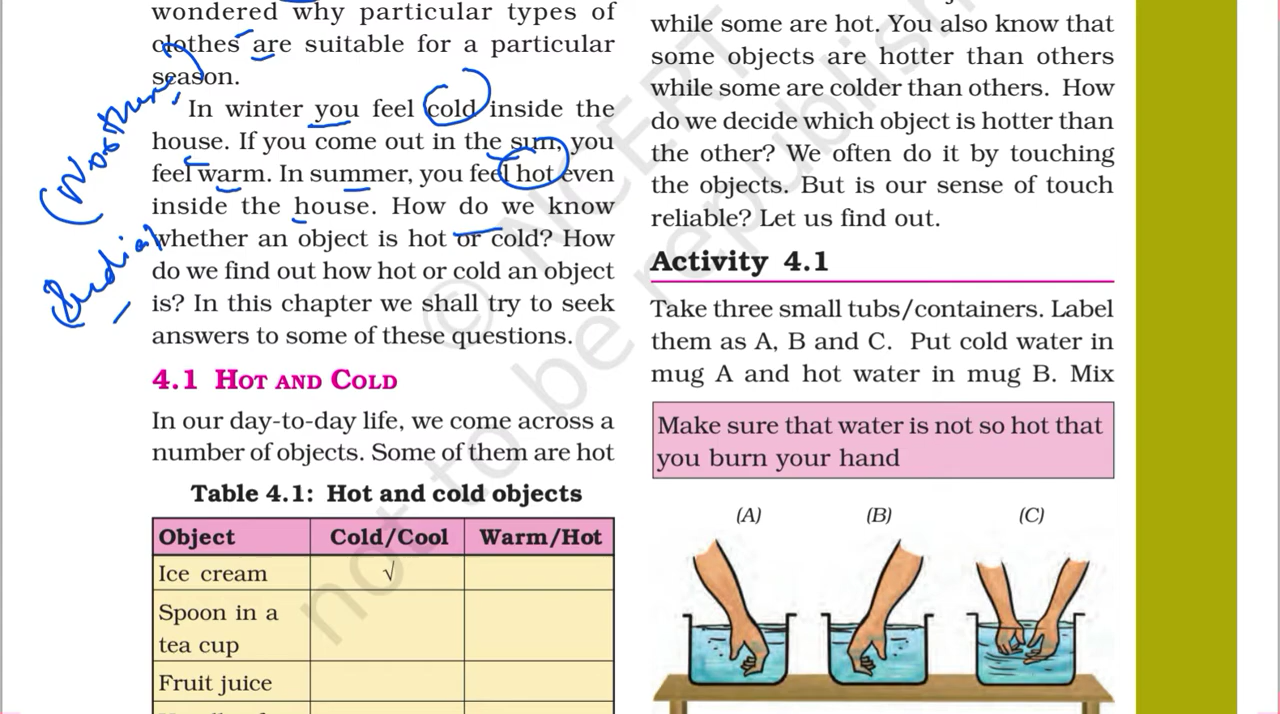 wondered why particular types of
clothes are suitable for a particular
season.
In winter you feel cold inside the
house. If you come out in the sun, you
feel warm. In summer, you feel hot even
inside the house. How do we know
whether an object is hot or cold? How
do we find out how hot or cold an object
is? In this chapter we shall try to seek
answers to some of these questions.
4.1 HOT AND COLD
In our day-to-day life, we come across a
number of objects. Some of them are hot
Table 4.1: Hot and cold objects
Object Cold/Cool Warm/Hot
Ice cream √
Spoon in a
tea cup
Fruit juice
while some are hot. You also know that
some objects are hotter than others
while some are colder than others. How
do we decide which object is hotter than
the other? We often do it by touching
the objects. But is our sense of touch
reliable? Let us find out.
Activity 4.1
Take three small tubs/containers. Label
them as A, B and C. Put cold water in
mug A and hot water in mug B. Mix
Make sure that water is not so hot that
you burn your hand
(A) (B) (C)
© NCERT
not to be republish